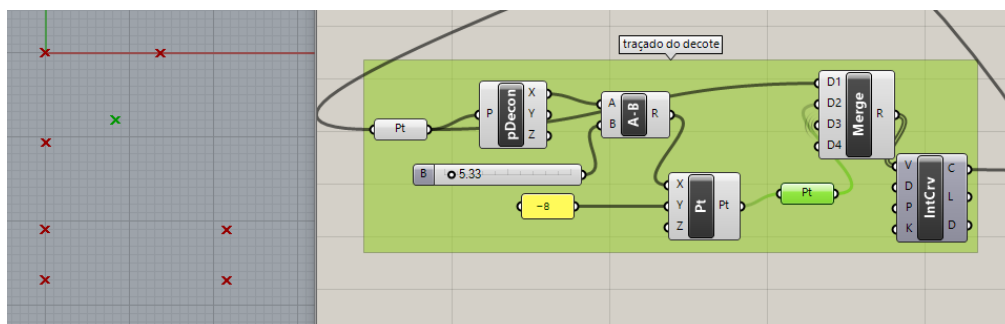 traçado do decote
Pt
P
pDecon
X
Y
Z
A
B
A-B
R
D1
D2
D3
D4
Merge
R
B
5.33
-8
X
Y
Z
Pt
Pt
Pt
V
D
P
K
IntCrv
C
L
D